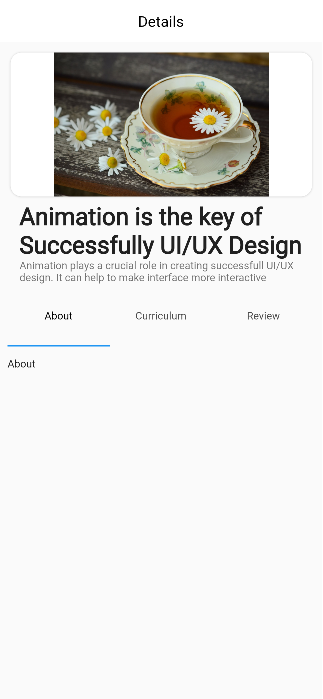 Details
Animation is the key of
Successfully UI/UX Design
Animation plays a crucial role in creating successfull UI/UX
design. It can help to make interface more interactive
About
Curriculum
Review
About